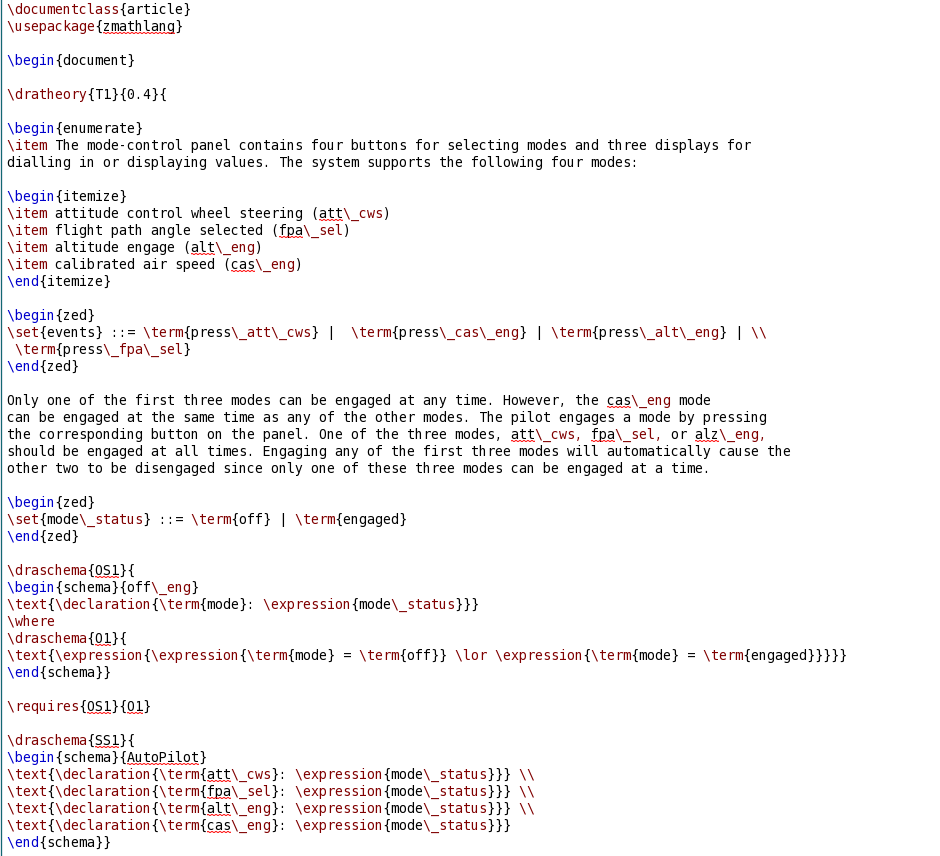 \documentclass{article}
\usepackage{zmathlang}
\begin{document}
\dratheory{T1}{0.4}{
\begin{enumerate}
\item The mode-control panel contains four buttons for selecting modes and three displays for
dialling in or displaying values. The system supports the following four modes:
\begin{itemize}
\item attitude control wheel steering (att\_cws)
\item flight path angle selected (fpa\_sel)
\item altitude engage (alt\_eng)
\item calibrated air speed (cas\_eng)
\end{itemize}
\begin{zed}
\set{events} ::= \term{press\_att\_cws} |  \term{press\_cas\_eng} | \term{press\_alt\_eng} | \\
 \term{press\_fpa\_sel}
\end{zed}
Only one of the first three modes can be engaged at any time. However, the cas\_eng mode
can be engaged at the same time as any of the other modes. The pilot engages a mode by pressing
the corresponding button on the panel. One of the three modes, att\_cws, fpa\_sel, or alz\_eng,
should be engaged at all times. Engaging any of the first three modes will automatically cause the
other two to be disengaged since only one of these three modes can be engaged at a time.
\begin{zed}
\set{mode\_status} ::= \term{off} | \term{engaged}
\end{zed}
\draschema{OS1}{
\begin{schema}{off\_eng}
\text{\declaration{\term{mode}: \expression{mode\_status}}}
\where
\draschema{O1}{
\text{\expression{\expression{\term{mode} = \term{off}} \lor \expression{\term{mode} = \term{engaged}}}}}
\end{schema}}
\requires{OS1}{O1}
\draschema{SS1}{
\begin{schema}{AutoPilot}
\text{\declaration{\term{att\_cws}: \expression{mode\_status}}} \\
\text{\declaration{\term{fpa\_sel}: \expression{mode\_status}}} \\
\text{\declaration{\term{alt\_eng}: \expression{mode\_status}}} \\
\text{\declaration{\term{cas\_eng}: \expression{mode\_status}}}
\end{schema}}